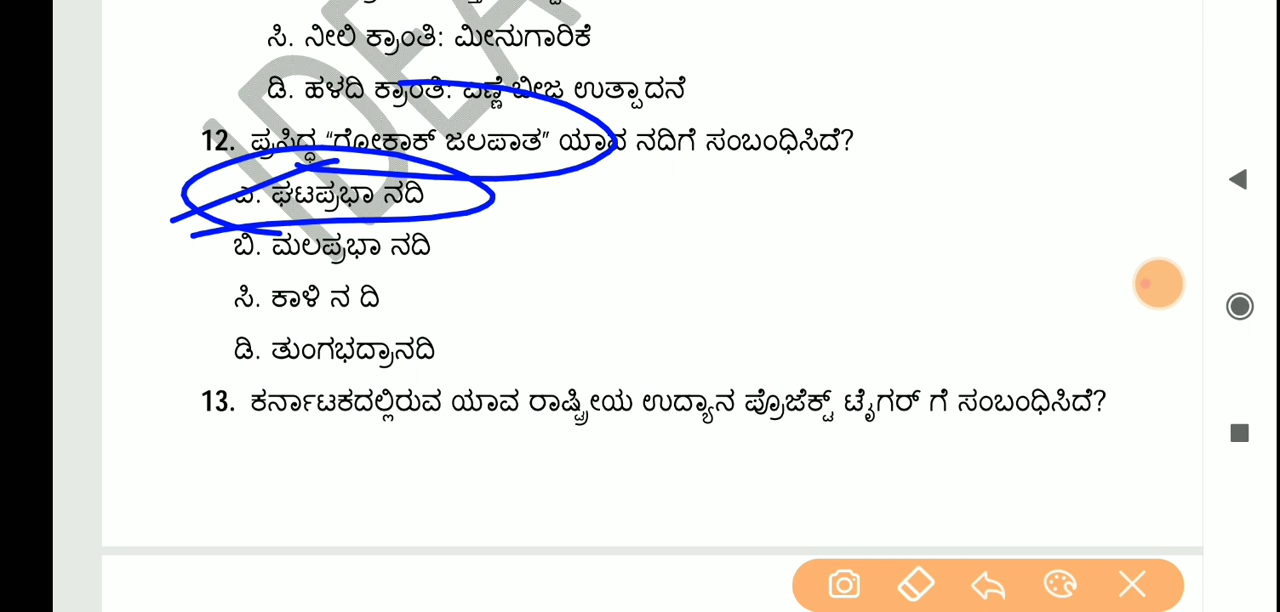 ಸಿ. ನೀಲಿ ಕ್ರಾಂತಿ: ಮೀನುಗಾರಿಕೆ
ಡಿ. ಹಳದಿ ಕ್ರಾಂತಿ: ಎಣ್ಣೆ ಬೀಜ ಉತ್ಪಾದನೆ
12. ಪ್ರಸಿದ್ಧ “ಗೋಕಾಕ್ ಜಲಪಾತ” ಯಾವ ನದಿಗೆ ಸಂಬಂಧಿಸಿದೆ?
ಎ. ಘಟಪ್ರಭಾ ನದಿ
ಬಿ. ಮಲಪ್ರಭಾ ನದಿ
ಸಿ. ಕಾಳಿ ನ ದಿ
ಡಿ. ತುಂಗಭದ್ರಾನದಿ
13. ಕರ್ನಾಟಕದಲ್ಲಿರುವ ಯಾವ ರಾಷ್ಟ್ರೀಯ ಉದ್ಯಾನ ಪ್ರೊಜೆಕ್ಟ್ ಟೈಗರ್ ಗೆ ಸಂಬಂಧಿಸಿದೆ?